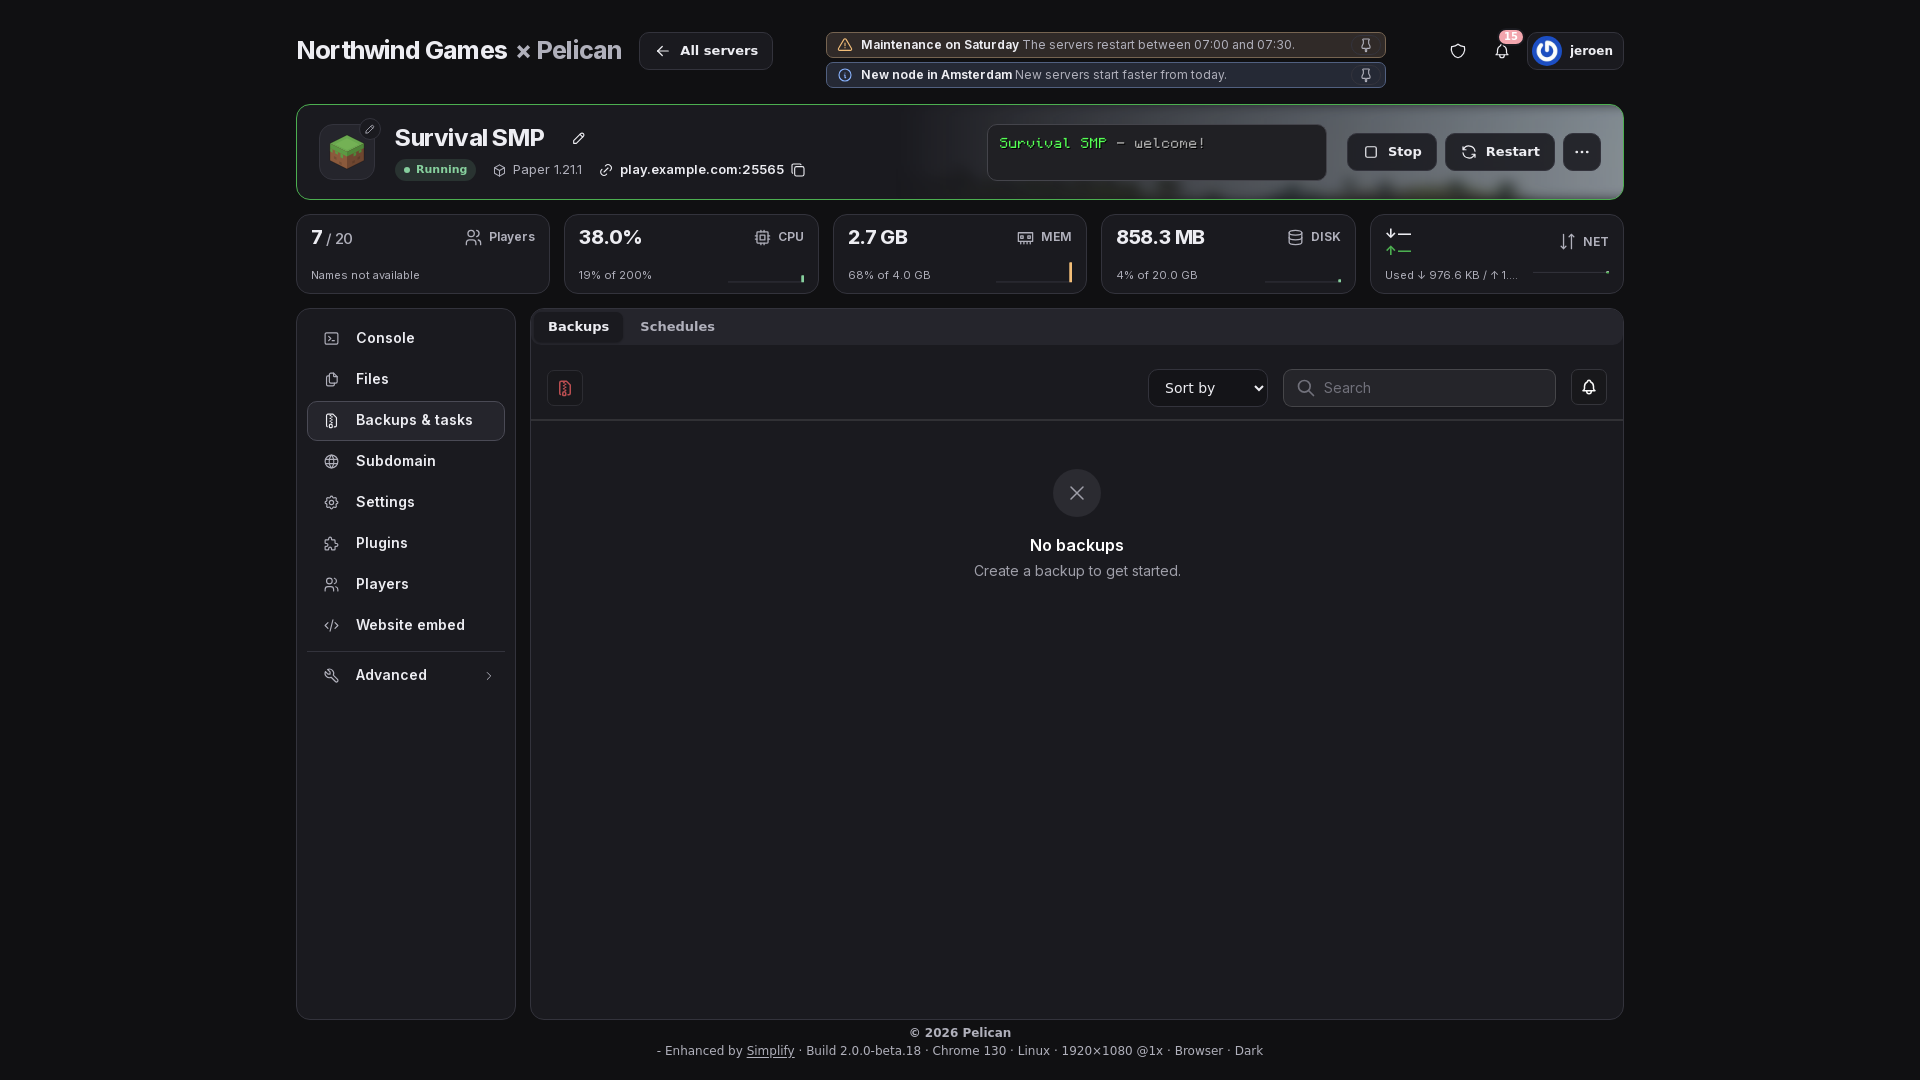 Northwind Games × Pelican
All servers
Maintenance on Saturday The servers restart between 07:00 and 07:30.
New node in Amsterdam New servers start faster from today.
15
jeroen
Survival SMP
Running
Paper 1.21.1
play.example.com:25565
Survival SMP - welcome!
Stop
Restart
7 / 20
Players
Names not available
38.0%
CPU
19% of 200%
2.7 GB
MEM
68% of 4.0 GB
858.3 MB
DISK
4% of 20.0 GB
↓—
↑—
NET
Used ↓ 976.6 KB / ↑ 1....
Console
Files
Backups & tasks
Subdomain
Settings
Plugins
Players
Website embed
Advanced
Backups
Schedules
Sort by
Search
No backups
Create a backup to get started.
© 2026 Pelican
- Enhanced by Simplify · Build 2.0.0-beta.18 · Chrome 130 · Linux · 1920×1080 @1x · Browser · Dark